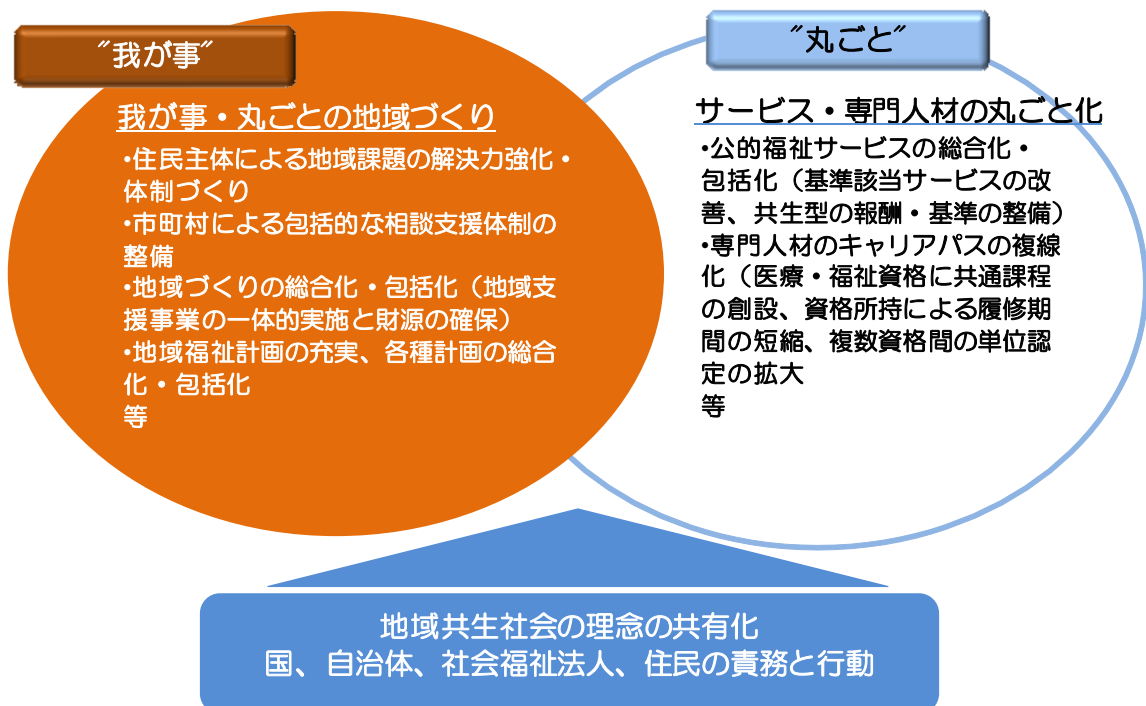 ″我が事″
我が事・丸ごとの地域づくり
・住民主体による地域課題の解決力強化・
体制づくり
・市町村による包括的な相談支援体制の
整備
・地域づくりの総合化・包括化（地域支
援事業の一体的実施と財源の確保）
・地域福祉計画の充実、各種計画の総合
化・包括化
等
″丸ごと″
サービス・専門人材の丸ごと化
・公的福祉サービスの総合化・
包括化（基準該当サービスの改
善、共生型の報酬・基準の整備）
・専門人材のキャリアパスの複線
化（医療・福祉資格に共通課程
の創設、資格所持による履修期
間の短縮、複数資格間の単位認
定の拡大
等
地域共生社会の理念の共有化
国、自治体、社会福祉法人、住民の責務と行動